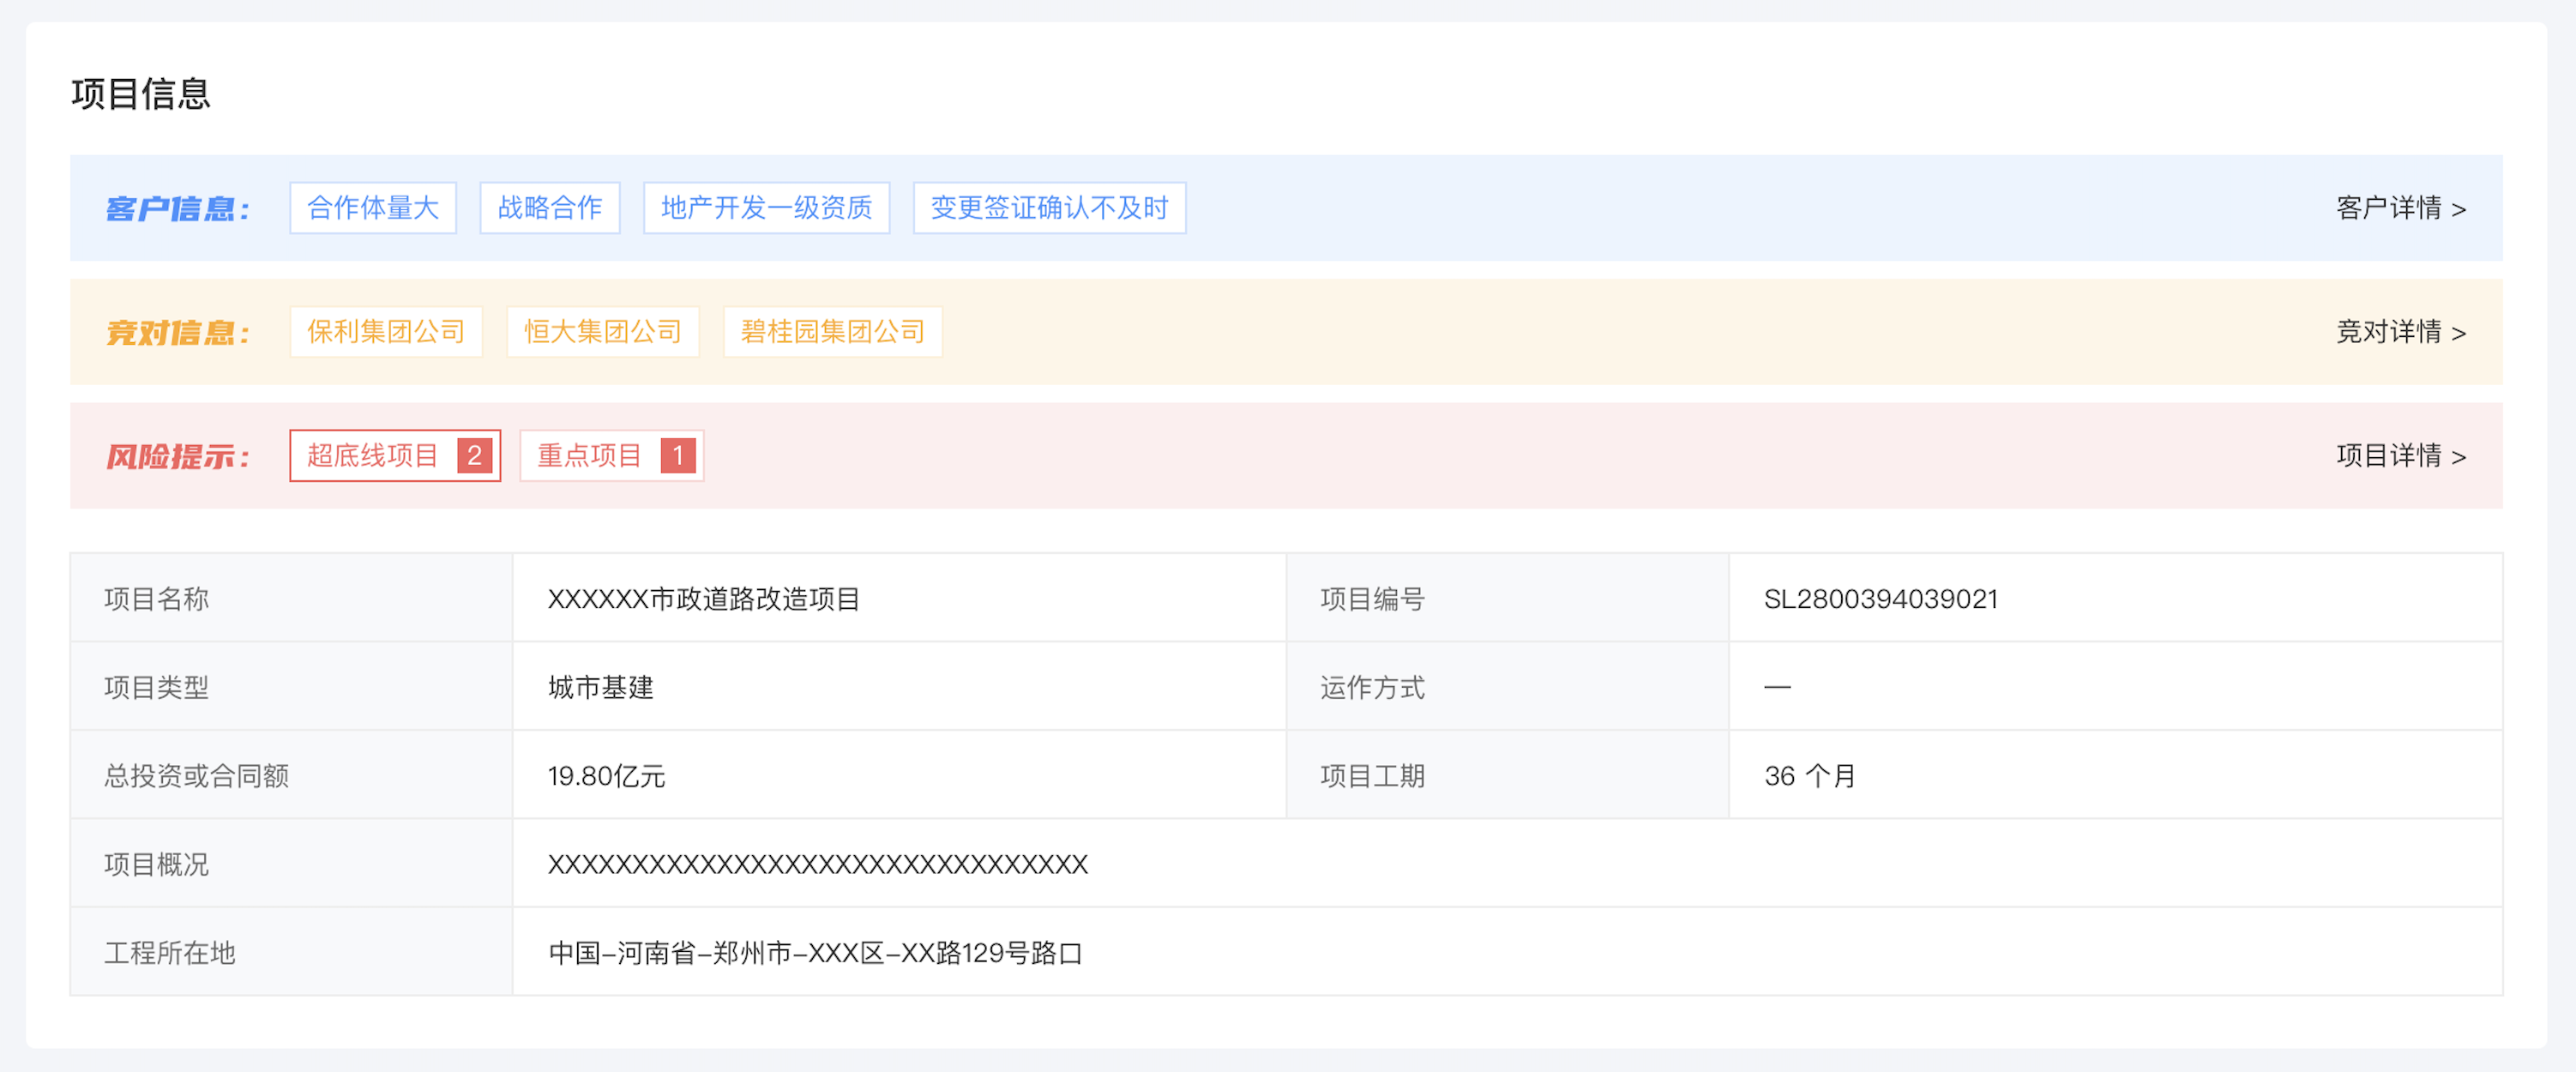 项目信息
客户信息： 合作体量大 战略合作 地产开发一级资质 变更签证确认不及时 客户详情 >
竞对信息： 保利集团公司 恒大集团公司 碧桂园集团公司 竞对详情 >
风险提示： 超底线项目 2 重点项目 1 项目详情 >
项目名称 XXXXXX市政道路改造项目 项目编号 SL2800394039021
项目类型 城市基建 运作方式 —
总投资或合同额 19.80亿元 项目工期 36 个月
项目概况 XXXXXXXXXXXXXXXXXXXXXXXXXXXXXXXX
工程所在地 中国–河南省–郑州市–XXX区–XX路129号路口